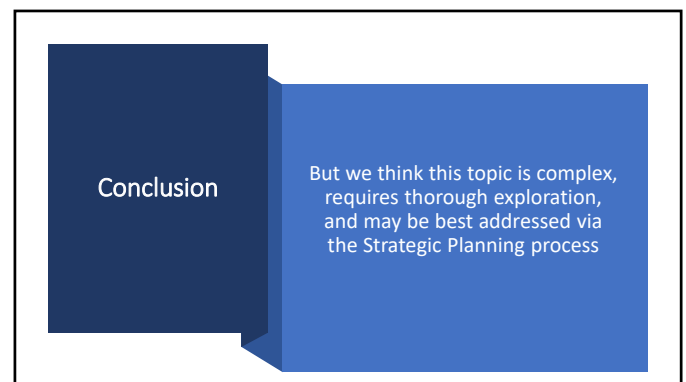 Conclusion
But we think this topic is complex,
requires thorough exploration,
and may be best addressed via
the Strategic Planning process